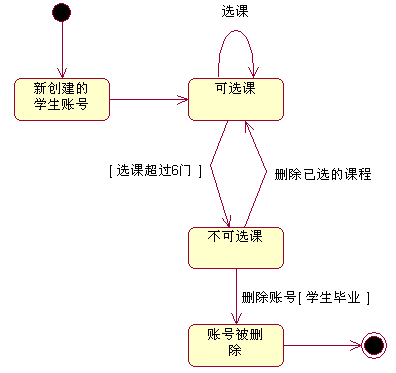 选课
新创建的
学生账号
可选课
[ 选课超过6门 ]
删除已选的课程
不可选课
删除账号[ 学生毕业 ]
账号被删
除